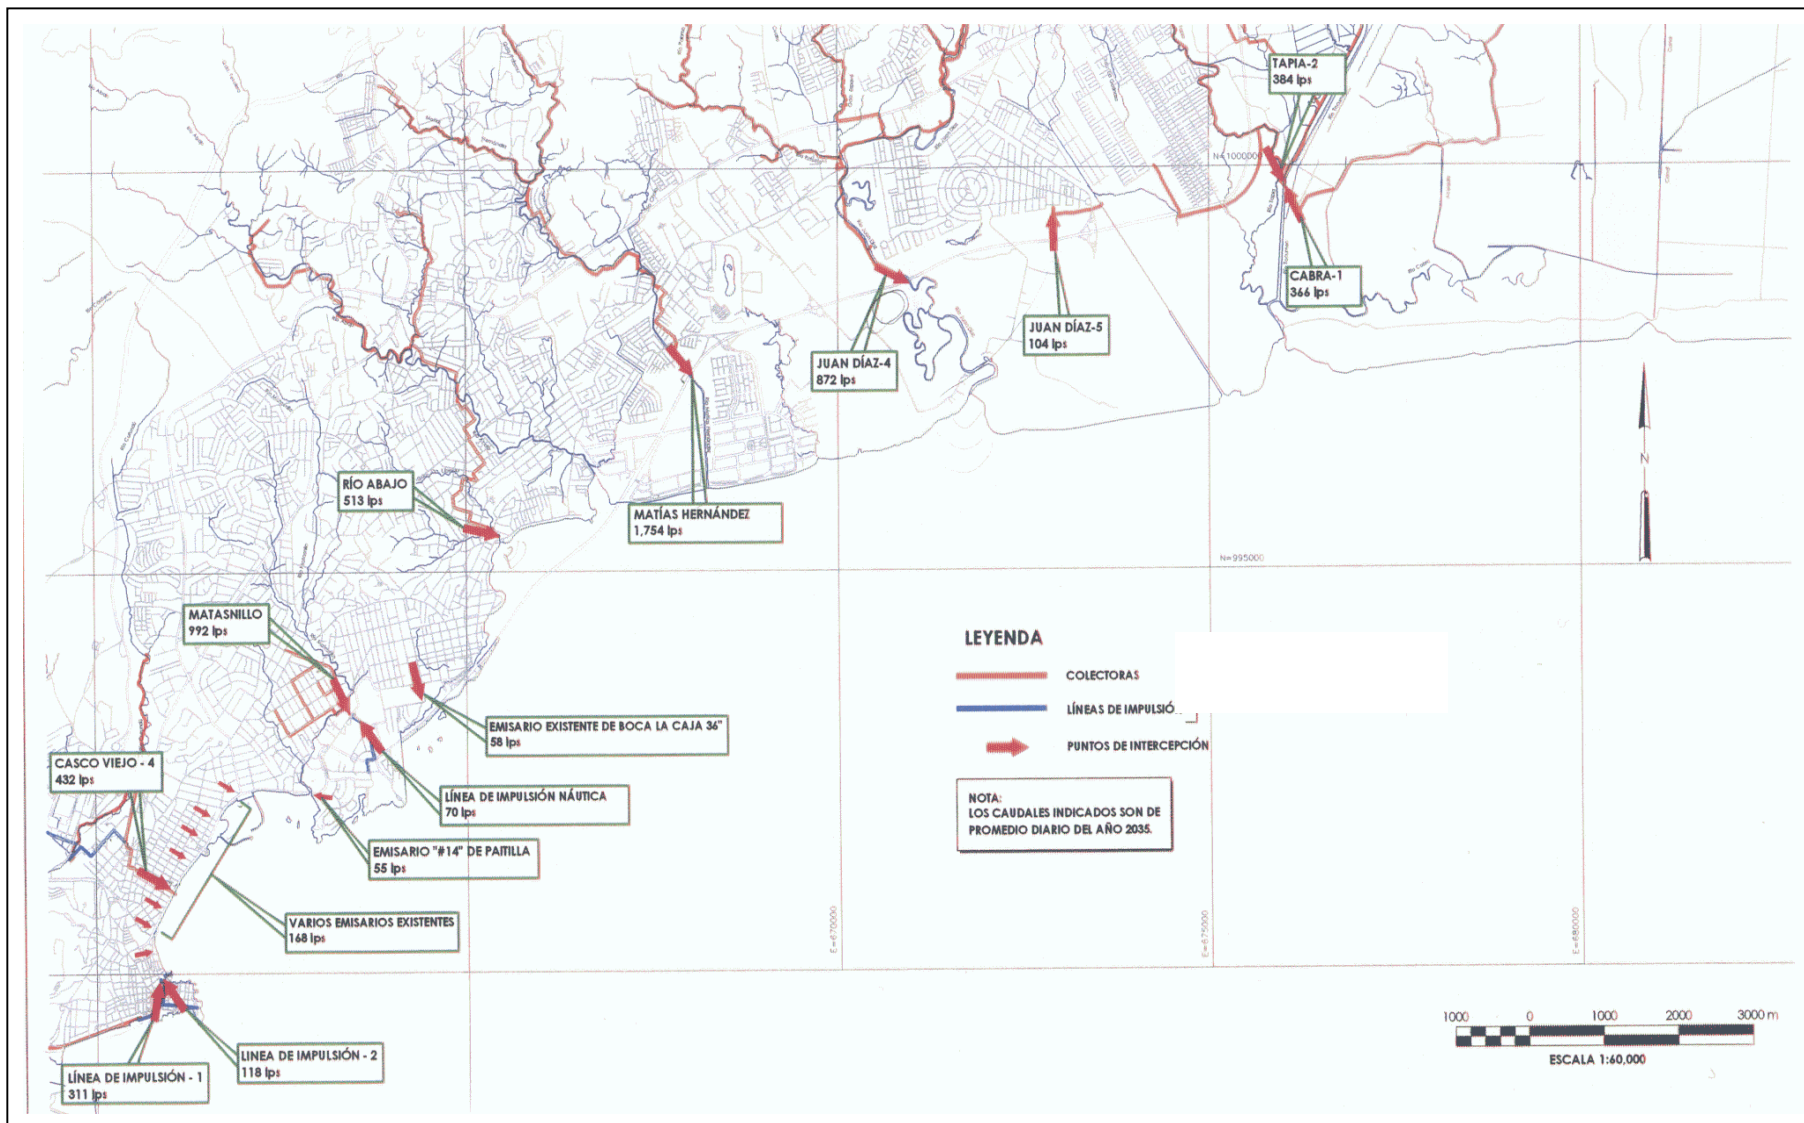 TAPIA-2
384 lps
N=1000000
CABRA-1
366 lps
JUAN DÍAZ-5
104 lps
JUAN DÍAZ-4
872 lps
RÍO ABAJO
513 lps
MATÍAS HERNÁNDEZ
1,754 lps
N
N=995000
MATASNILLO
992 lps
LEYENDA
COLECTORAS
LÍNEAS DE IMPULSIÓ
PUNTOS DE INTERCEPCIÓN
EMISARIO EXISTENTE DE BOCA LA CAJA 36"
58 lps
CASCO VIEJO - 4
432 lps
LÍNEA DE IMPULSIÓN NÁUTICA
70 lps
NOTA:
LOS CAUDALES INDICADOS SON DE
PROMEDIO DIARIO DEL AÑO 2035.
EMISARIO "#14" DE PAITILLA
55 lps
VARIOS EMISARIOS EXISTENTES
168 lps
E=670000
E=675000
E=680000
1000 0 1000 2000 3000 m
ESCALA 1:60,000
LINEA DE IMPULSIÓN - 2
118 lps
LÍNEA DE IMPULSIÓN - 1
311 lps